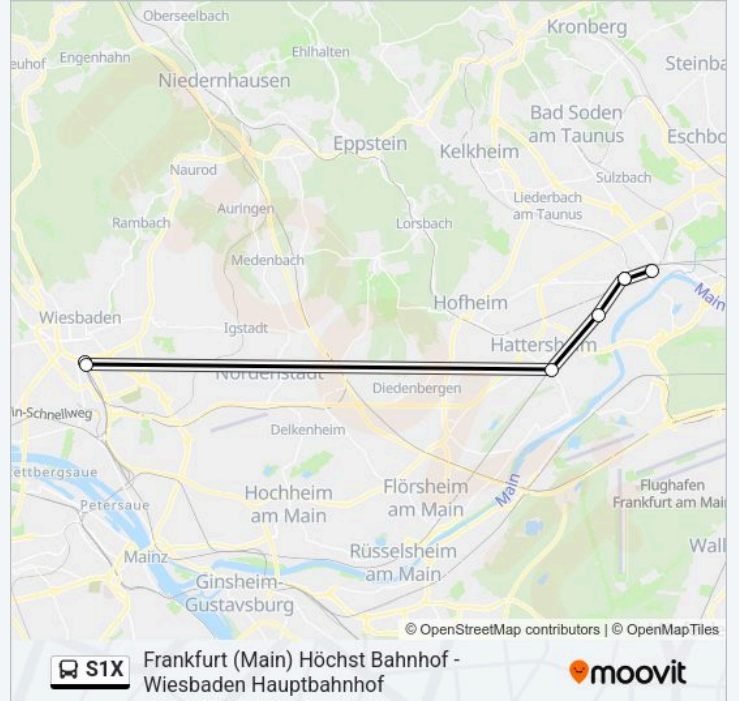 Oberseelbach
Kronberg
Engenhahn
Ehlhalten
euhof
Steinba
Niedernhausen
Bad Soden
am Taunus
Eschbo
Eppstein
Kelkheim
Naurod
Sulzbach
Auringen
Liederbach
am Taunus
Rambach
Lorsbach
Medenbach
Main
Hofheim
Wiesbaden
Igstadt
Hattersheim
Nordenstadt
Diedenbergen
in-Schnellweg
Delkenheim
ettbergsaue
Main
Flughafen
Frankfurt am Mai
Hochheim
am Main
Flörsheim
am Main
Petersaue
Mainz
Rüsselsheim
am Main
Wall
Ginsheim-
Gustavsburg
© OpenStreetMap contributors | © OpenMapTiles
S1X
Frankfurt (Main) Höchst Bahnhof -
Wiesbaden Hauptbahnhof
moovit